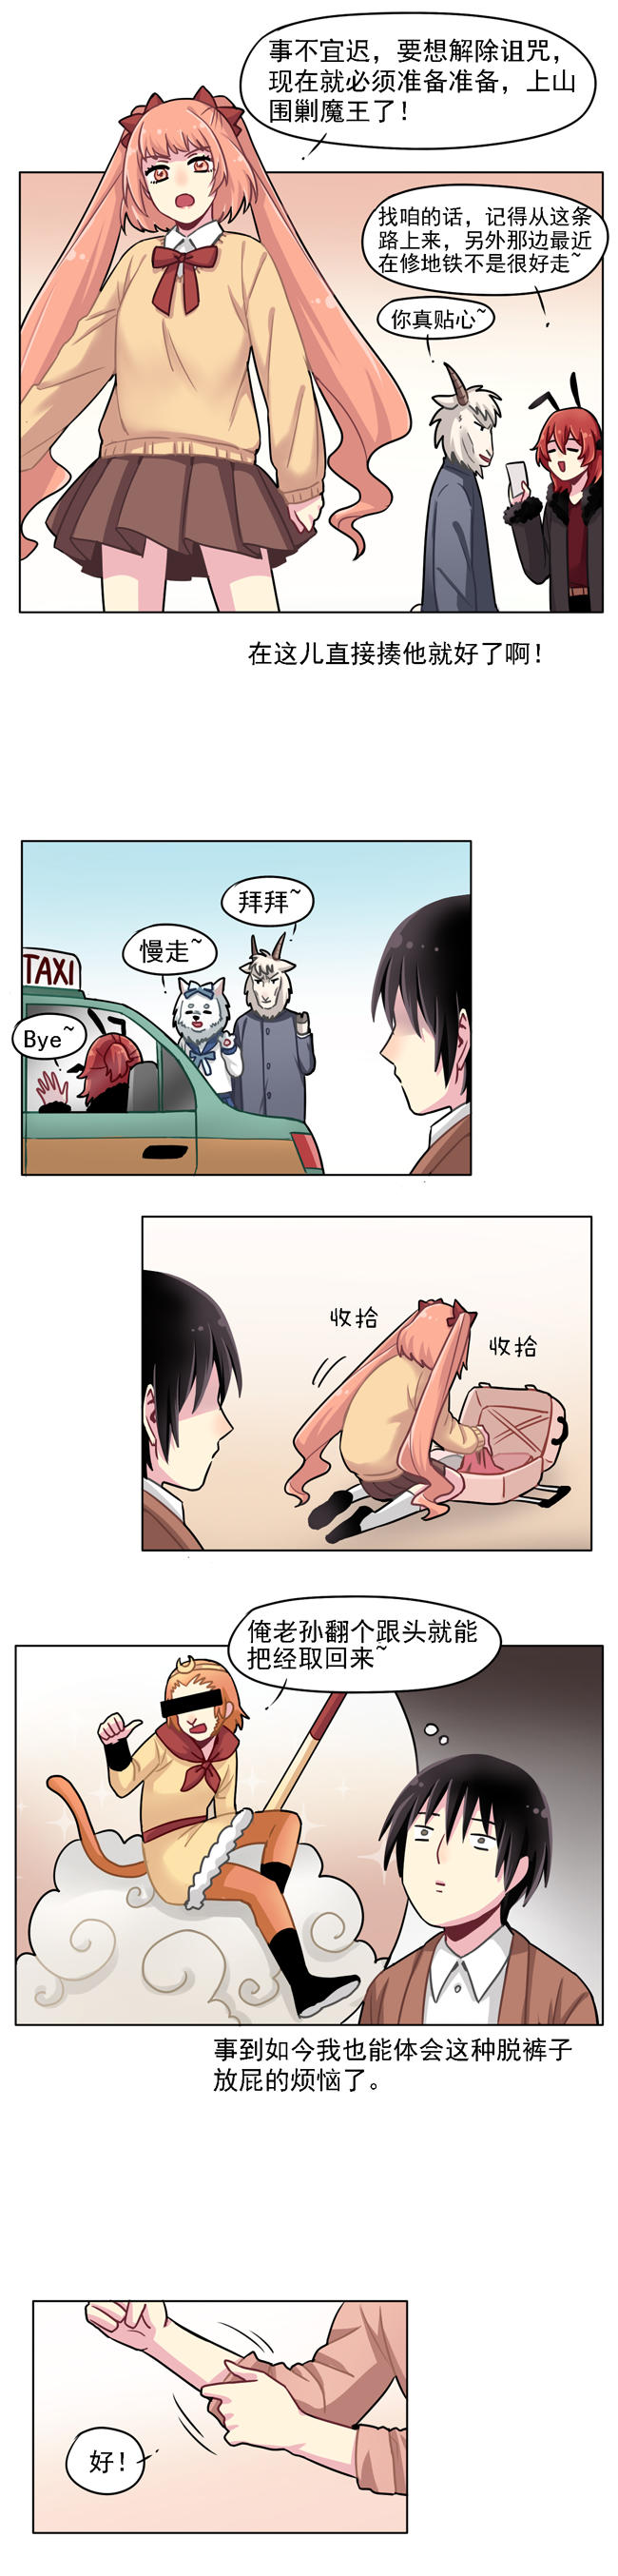 事不宜迟，要想解除诅咒，
现在就必须准备准备，上山
围剿魔王了！
找咱的话，记得从这条
路上来，另外那边最近
在修地铁不是很好走~
你真贴心~
在这儿直接揍他就好了啊！
拜拜~
慢走~
TAXI
Bye~
收拾
收拾
俺老孙翻个跟头就能
把经取回来~
事到如今我也能体会这种脱裤子
放屁的烦恼了。
好！